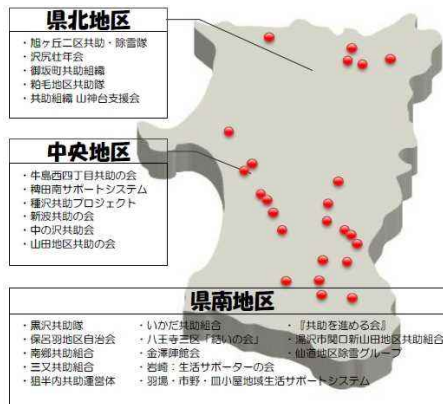 県北地区
・旭ヶ丘二区共助・除雪隊
・沢尻壮年会
・御坂町共助組織
・粕毛地区共助隊
・共助組織 山神台支援会
中央地区
・牛島西四丁目共助の会
・椿田南サポートシステム
・種沢共助プロジェクト
・新波共助の会
・中の沢共助会
・山田地区共助の会
県南地区
・黒沢共助隊
・保呂羽地区自治会
・南郷共助組合
・三又共助組合
・狙半内共助運営体
・いかだ共助組合
・八王寺三区「結いの会」
・金澤砷館会
・岩崎：生活サポーターの会
・羽場・市野・皿小屋地域生活サポートシステム
・『共助を進める会』
・湯沢市関口新山田地区共助組合
・仙道地区除雪グループ